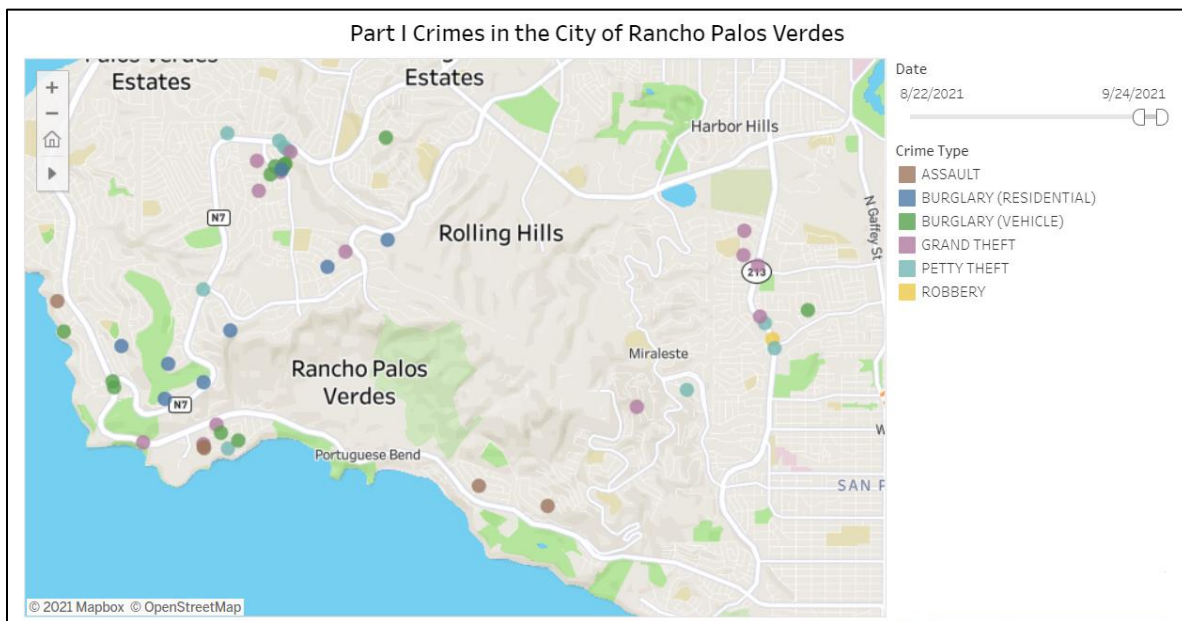 Part I Crimes in the City of Rancho Palos Verdes
Palos Verdes
Estates
Estates
Harbor Hills
N7
Rolling Hills
N Gaffey St
213
Miraleste
Rancho Palos
Verdes
N7
Portuguese Bend
W
SAN P
© 2021 Mapbox © OpenStreetMap
Date
8/22/2021 9/24/2021
Crime Type
ASSAULT
BURGLARY (RESIDENTIAL)
BURGLARY (VEHICLE)
GRAND THEFT
PETTY THEFT
ROBBERY